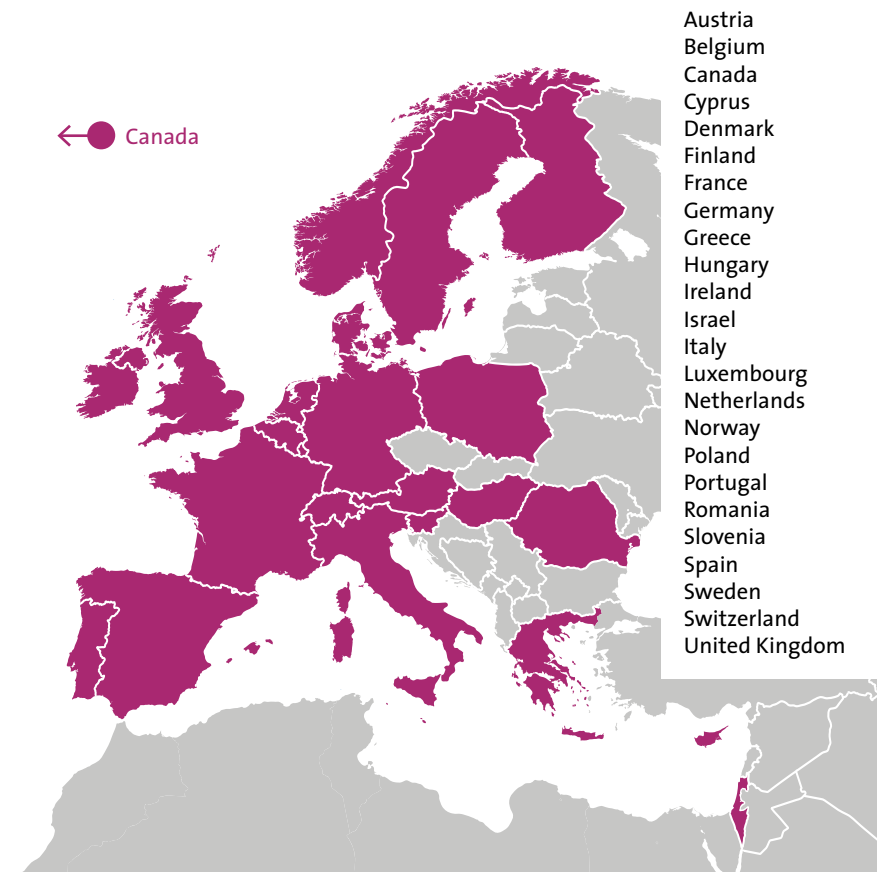 Canada
Austria
Belgium
Canada
Cyprus
Denmark
Finland
France
Germany
Greece
Hungary
Ireland
Israel
Italy
Luxembourg
Netherlands
Norway
Poland
Portugal
Romania
Slovenia
Spain
Sweden
Switzerland
United Kingdom